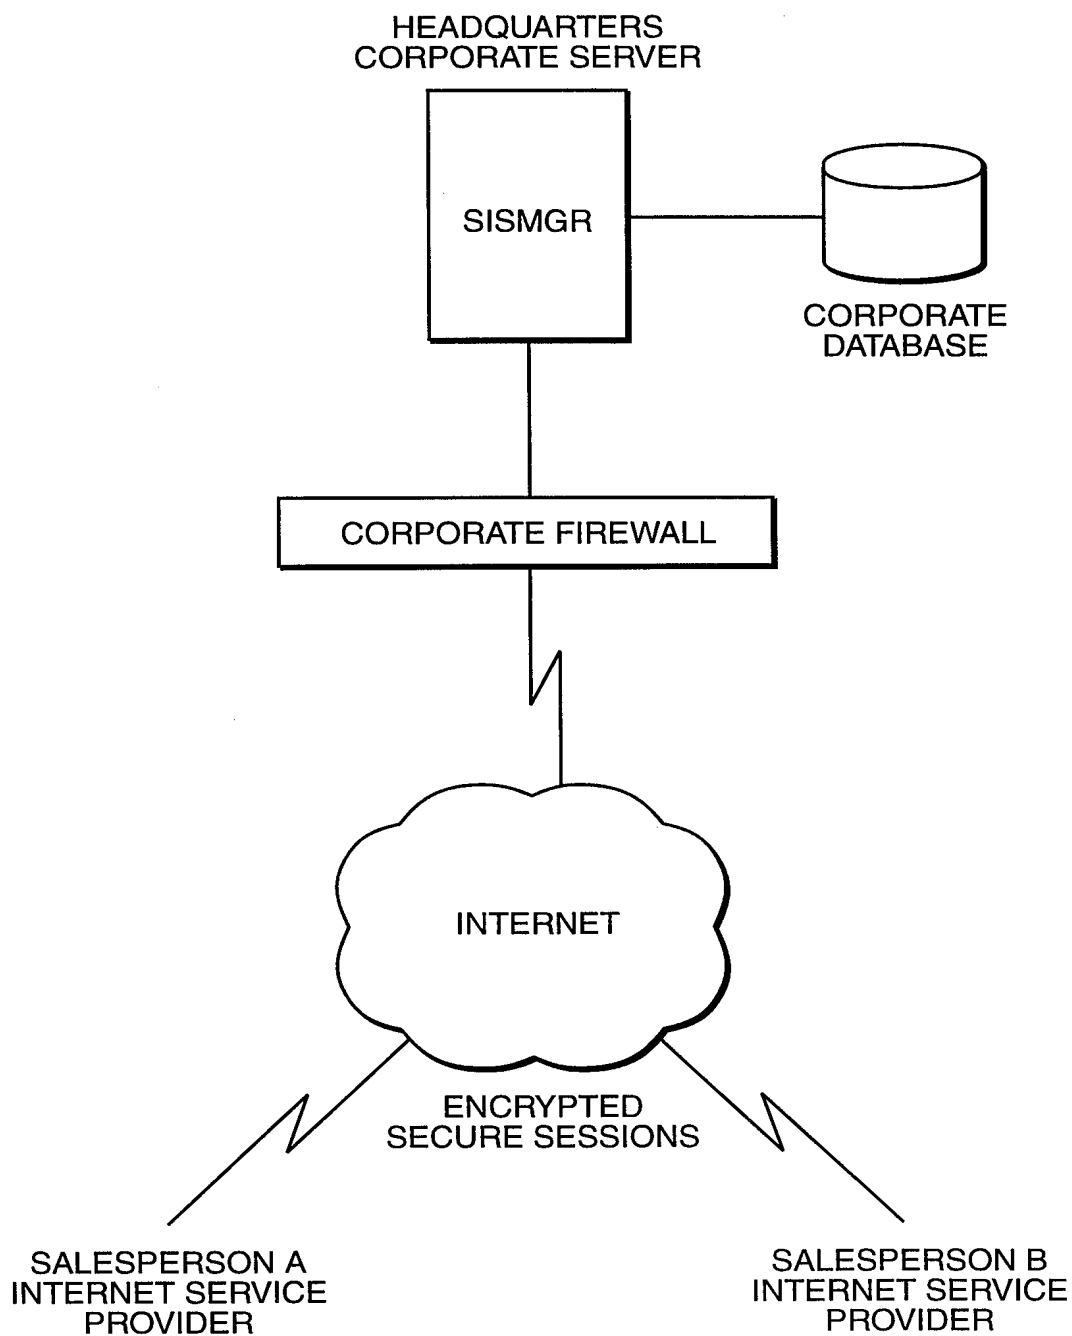 HEADQUARTERS
CORPORATE SERVER
SISMGR
CORPORATE
DATABASE
CORPORATE FIREWALL
INTERNET
ENCRYPTED
SECURE SESSIONS
SALESPERSON A
INTERNET SERVICE
PROVIDER
SALESPERSON B
INTERNET SERVICE
PROVIDER